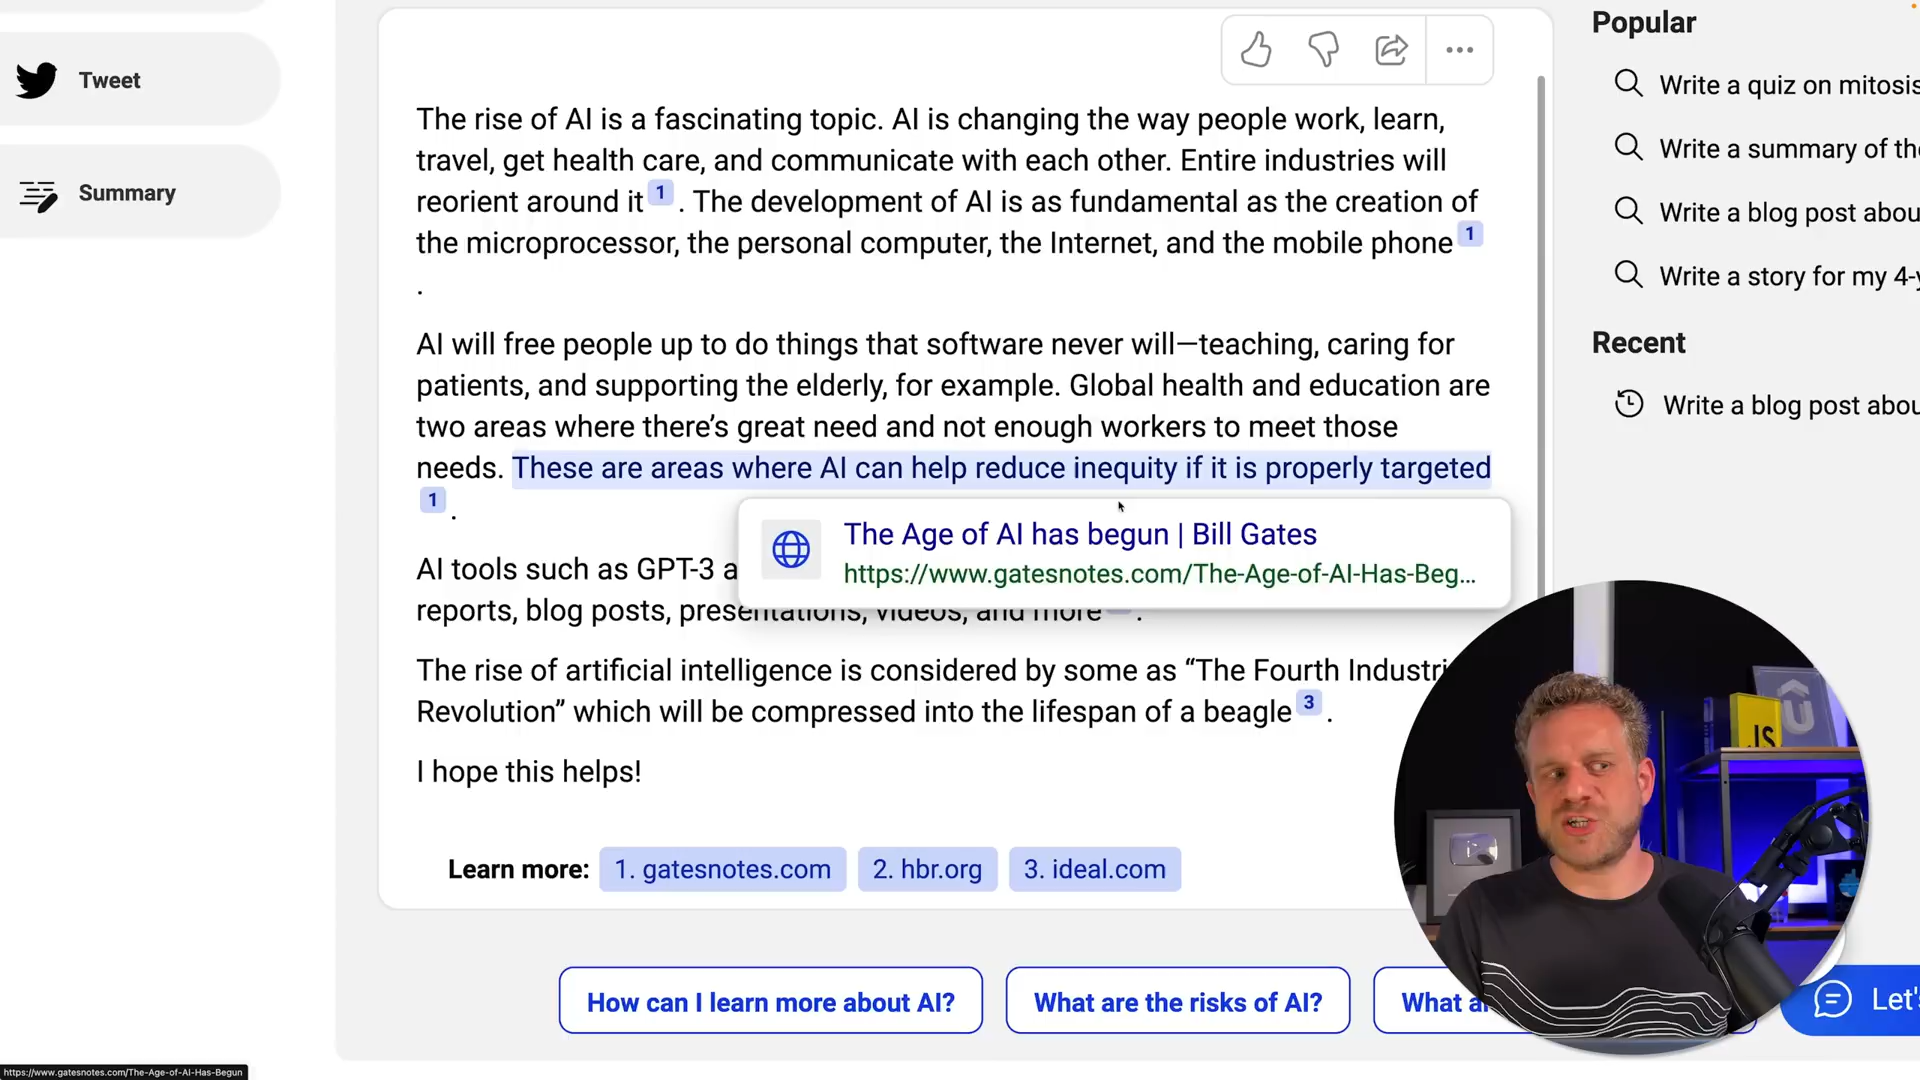 Tweet
Summary
The rise of AI is a fascinating topic. AI is changing the way people work, learn,
travel, get health care, and communicate with each other. Entire industries will
reorient around it 1 . The development of AI is as fundamental as the creation of
the microprocessor, the personal computer, the Internet, and the mobile phone 1
.
AI will free people up to do things that software never will—teaching, caring for
patients, and supporting the elderly, for example. Global health and education are
two areas where there’s great need and not enough workers to meet those
needs. These are areas where AI can help reduce inequity if it is properly targeted
1 .
The Age of AI has begun | Bill Gates
https://www.gatesnotes.com/The-Age-of-AI-Has-Beg...
AI tools such as GPT-3 a
reports, blog posts, presentations, videos, and more .
The rise of artificial intelligence is considered by some as “The Fourth Industri
Revolution” which will be compressed into the lifespan of a beagle 3 .
I hope this helps!
Learn more: 1. gatesnotes.com 2. hbr.org 3. ideal.com
How can I learn more about AI? What are the risks of AI? What a
Popular
Write a quiz on mitosis
Write a summary of the
Write a blog post abou
Write a story for my 4-y
Recent
Write a blog post abou
JS
Let's
https://www.gatesnotes.com/The-Age-of-AI-Has-Begun